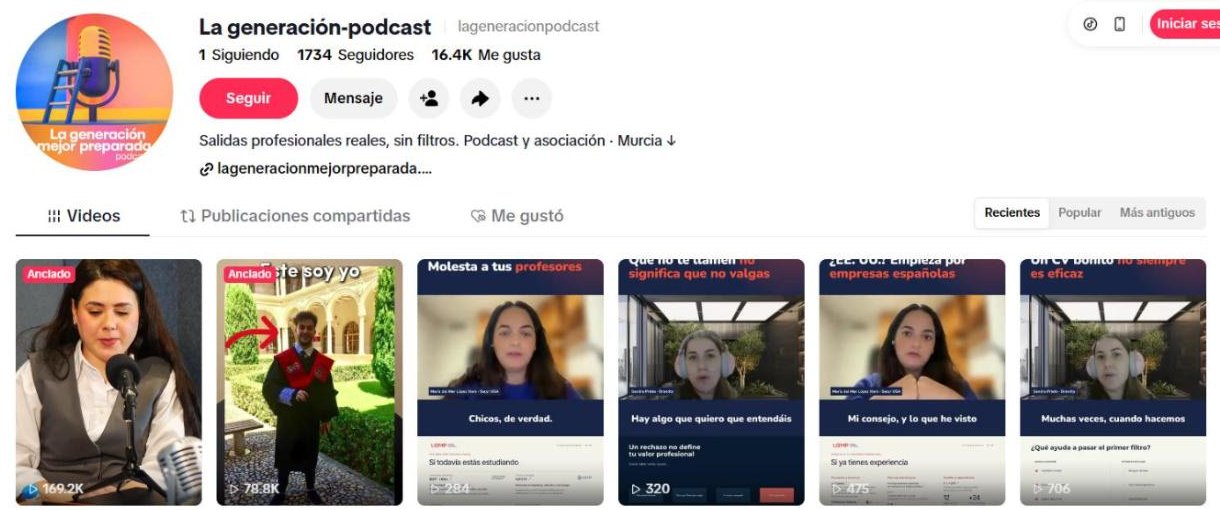 La generación-podcast lageneracionpodcast
1 Siguiendo 1734 Seguidores 16.4K Me gusta
Iniciar ses
Seguir Mensaje
Salidas profesionales reales, sin filtros. Podcast y asociación · Murcia ↓
lageneracionmejorpreparada....
La generación
mejor preparada
Videos Publicaciones compartidas Me gustó
Recientes Popular Más antiguos
Anclado
169.2K
Anclado
Este soy yo
78.8K
Molesta a tus profesores
Chicos, de verdad.
Si todavía estás estudiando
284
Que no te llamen no
significa que no valgas
Hay algo que quiero que entendáis
Un rechazo no define
tu valor profesional
320
¿EE. UU.? Empieza por
empresas españolas
Mi consejo, y lo que he visto
Si ya tienes experiencia
475
Un CV bonito no siempre
es eficaz
Muchas veces, cuando hacemos
¿Qué ayuda a pasar el primer filtro?
706